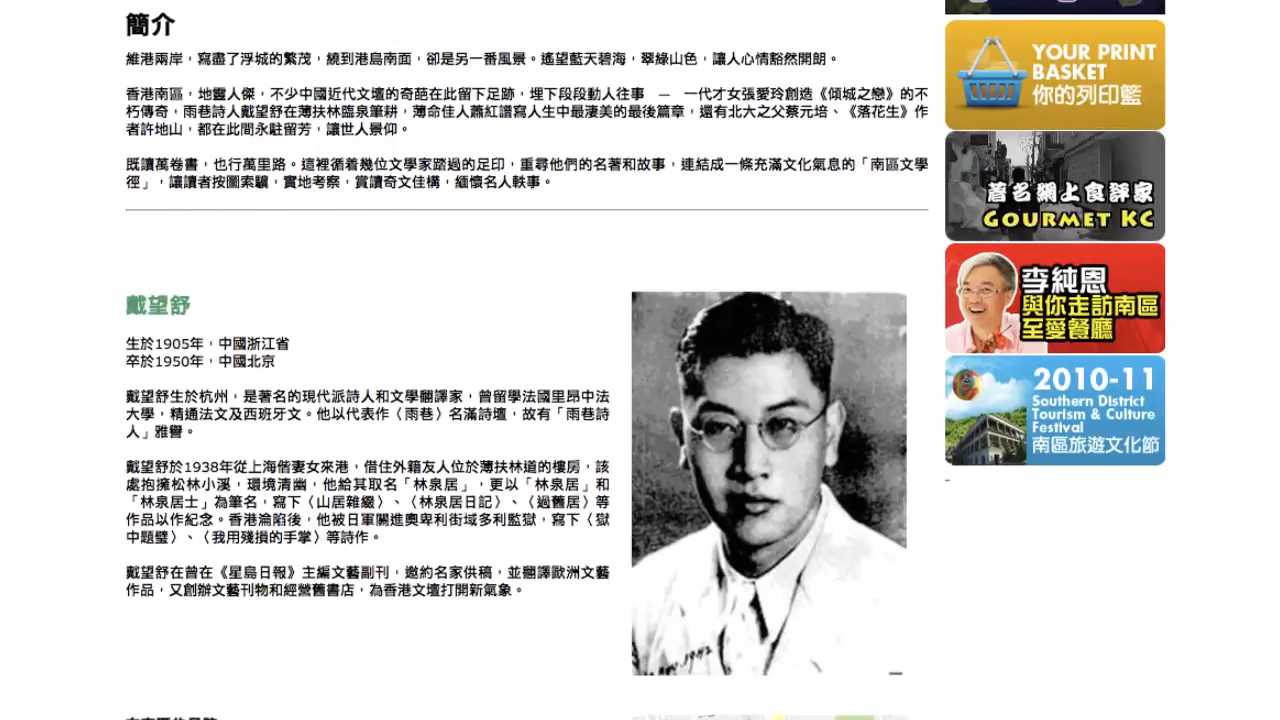 簡介
維港兩岸，寫盡了浮城的繁茂，繞到港島南面，卻是另一番風景。遙望藍天碧海，翠綠山色，讓人心情豁然開朗。
香港南區，地靈人傑，不少中國近代文壇的奇葩在此留下足跡，埋下段段動人往事 — 一代才女張愛玲創造《傾城之戀》的不
朽傳奇，雨巷詩人戴望舒在薄扶林臨泉筆耕，薄命佳人蕭紅譜寫人生中最淒美的最後篇章，還有北大之父蔡元培、《落花生》作
者許地山，都在此間永駐留芳，讓世人景仰。
既讀萬卷書，也行萬里路。這裡循着幾位文學家踏過的足印，重尋他們的名著和故事，連結成一條充滿文化氣息的「南區文學
徑」，讓讀者按圖索驥，實地考察，賞讀奇文佳構，緬懷名人軼事。
戴望舒
生於1905年，中國浙江省
卒於1950年，中國北京
戴望舒生於杭州，是著名的現代派詩人和文學翻譯家，曾留學法國里昂中法
大學，精通法文及西班牙文。他以代表作〈雨巷〉名滿詩壇，故有「雨巷詩
人」雅譽。
戴望舒於1938年從上海偕妻女來港，借住外籍友人位於薄扶林道的樓房，該
處抱擁松林小溪，環境清幽，他給其取名「林泉居」，更以「林泉居」和
「林泉居士」為筆名，寫下〈山居雜綴〉、〈林泉居日記〉、〈過舊居〉等
作品以作紀念。香港淪陷後，他被日軍關進奧卑利街域多利監獄，寫下〈獄
中題璧〉、〈我用殘損的手掌〉等詩作。
戴望舒在曾在《星島日報》主編文藝副刊，邀約名家供稿，並翻譯歐洲文藝
作品，又創辦文藝刊物和經營舊書店，為香港文壇打開新氣象。
YOUR PRINT
BASKET
你的列印籃
著名網上食評家
GOURMET KC
李純恩
與你走訪南區
至愛餐廳
2010-11
Southern District
Tourism & Culture
Festival
南區旅遊文化節